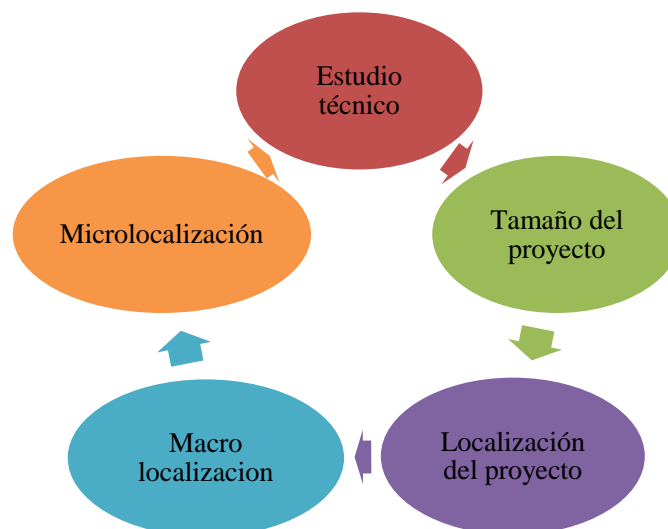 Estudio
técnico
Tamaño del
proyecto
Localización
del proyecto
Macro
localizacion
Microlocalización